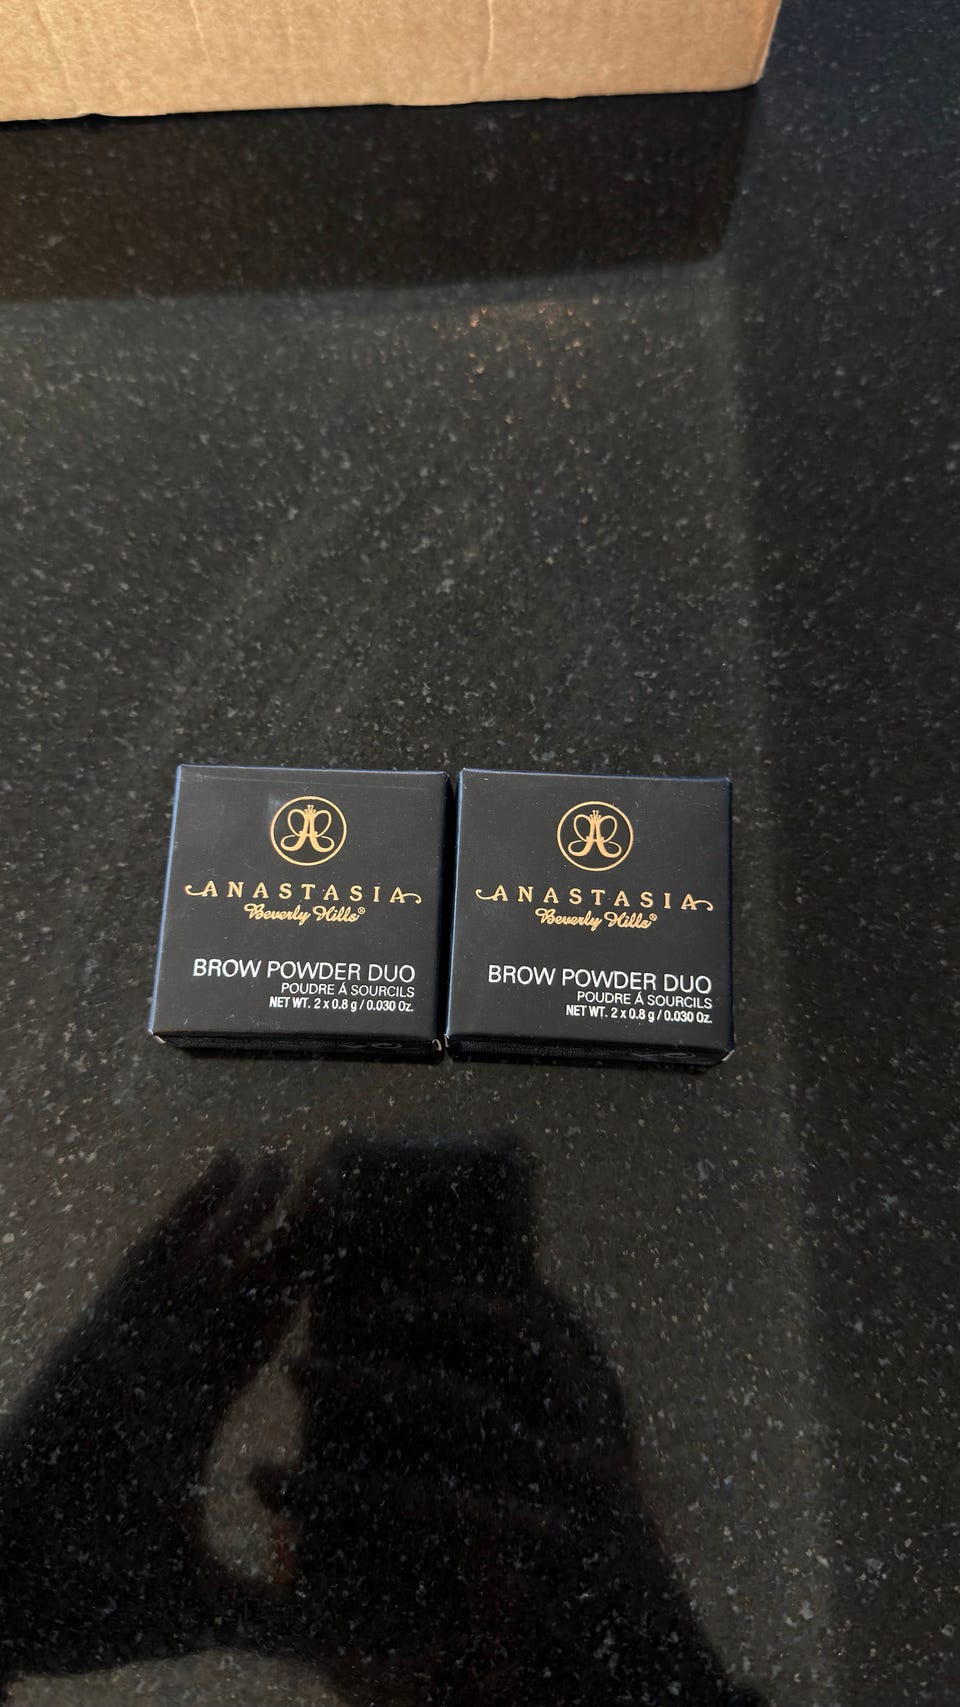 ANASTASIA
Beverly Hills®
BROW POWDER DUO
POUDRE Á SOURCILS
NET WT. 2 x 0.8 g / 0.030 Oz.
ANASTASIA
Beverly Hills®
BROW POWDER DUO
POUDRE Á SOURCILS
NET WT. 2 x 0.8 g / 0.030 Oz.